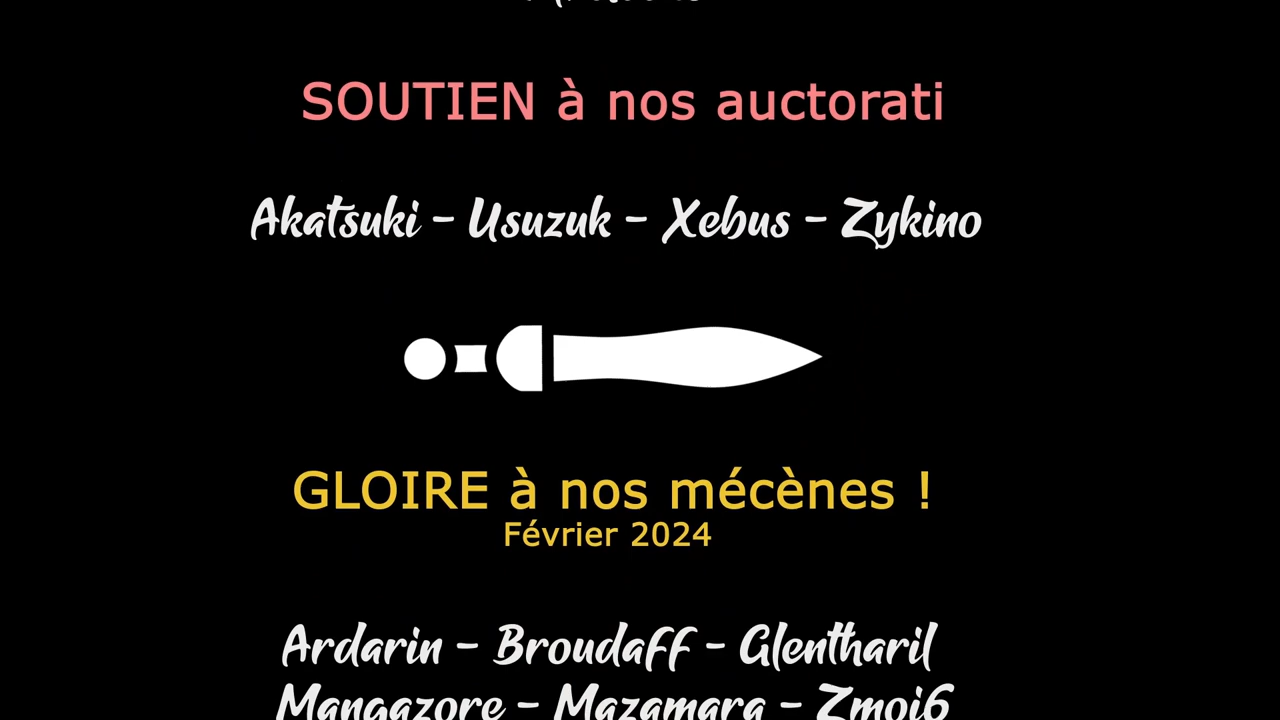 SOUTIEN à nos auctorati
Akatsuki - Usuzuk - Xebus - Zykino
GLOIRE à nos mécènes !
Février 2024
Ardarin - Broudaff - Glentharil
Mangazore - Mazamara - Zmoi6